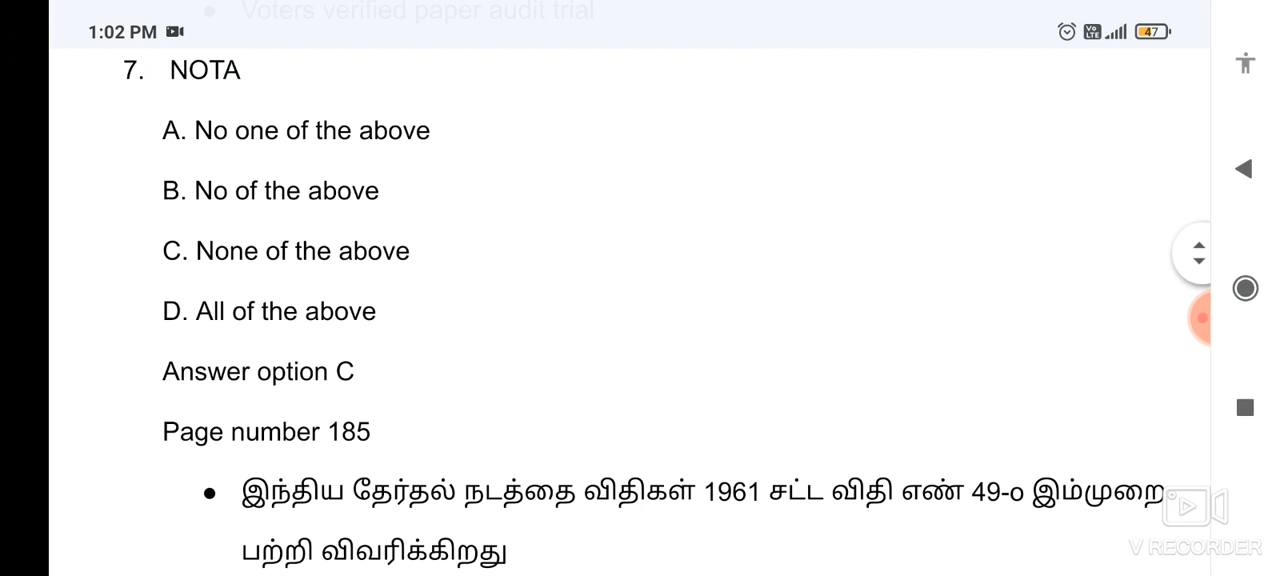 ● Voters verified paper audit trial
1:02 PM 47
7. NOTA
A. No one of the above
B. No of the above
C. None of the above
D. All of the above
Answer option C
Page number 185
● இந்திய தேர்தல் நடத்தை விதிகள் 1961 சட்ட விதி எண் 49-o இம்முறை
பற்றி விவரிக்கிறது
V RECORDER